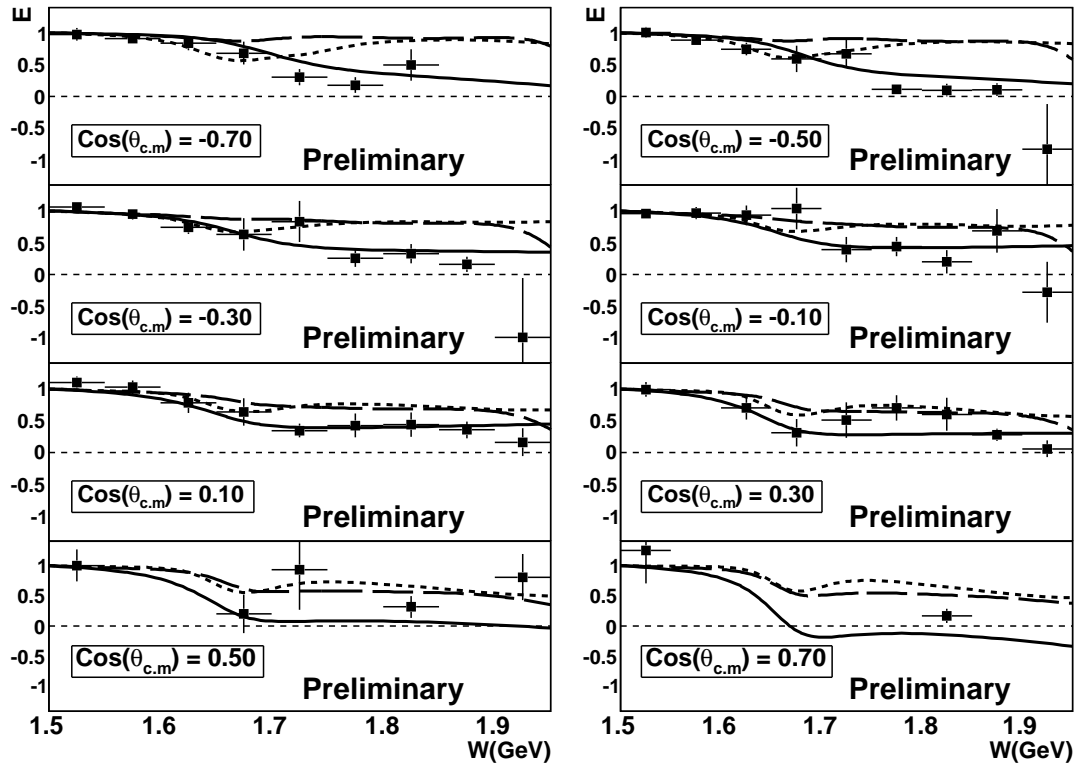 E
1
0.5
0
-0.5
-1
Cos(θc.m) = -0.70
Preliminary
E
1
0.5
0
-0.5
-1
Cos(θc.m) = -0.50
Preliminary
1
0.5
0
-0.5
-1
Cos(θc.m) = -0.30
Preliminary
1
0.5
0
-0.5
-1
Cos(θc.m) = -0.10
Preliminary
1
0.5
0
-0.5
-1
Cos(θc.m) = 0.10
Preliminary
1
0.5
0
-0.5
-1
Cos(θc.m) = 0.30
Preliminary
1
0.5
0
-0.5
-1
Cos(θc.m) = 0.50
Preliminary
1.5 1.6 1.7 1.8 1.9
W(GeV)
1
0.5
0
-0.5
-1
Cos(θc.m) = 0.70
Preliminary
1.5 1.6 1.7 1.8 1.9
W(GeV)